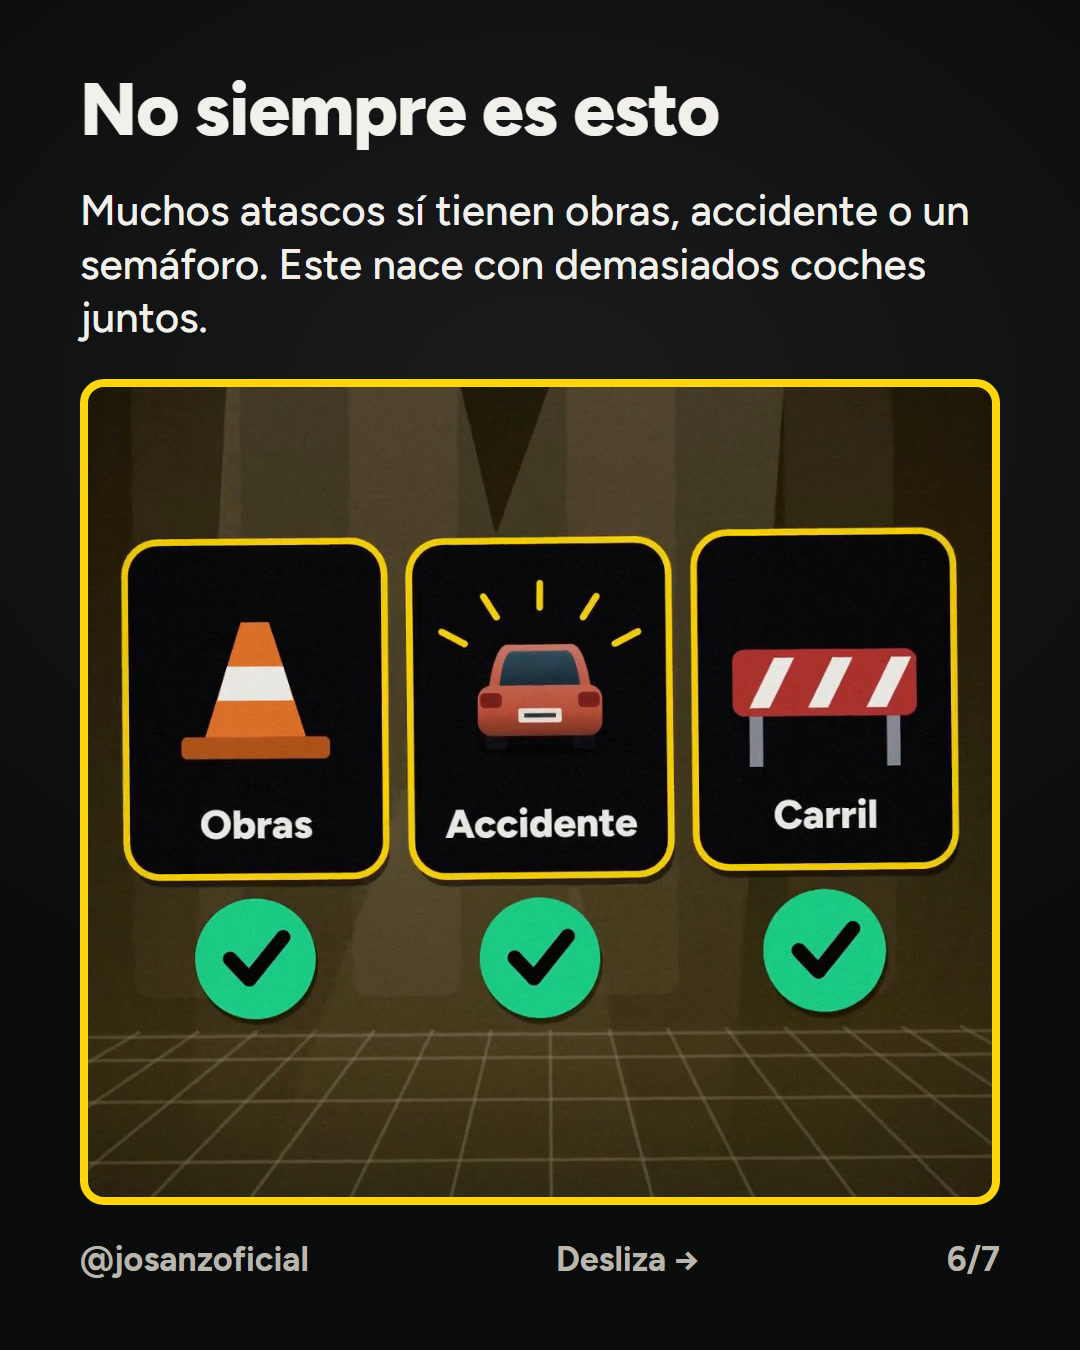 No siempre es esto
Muchos atascos sí tienen obras, accidente o un
semáforo. Este nace con demasiados coches
juntos.
Obras
Accidente
Carril
@josanzoficial
Desliza →
6/7